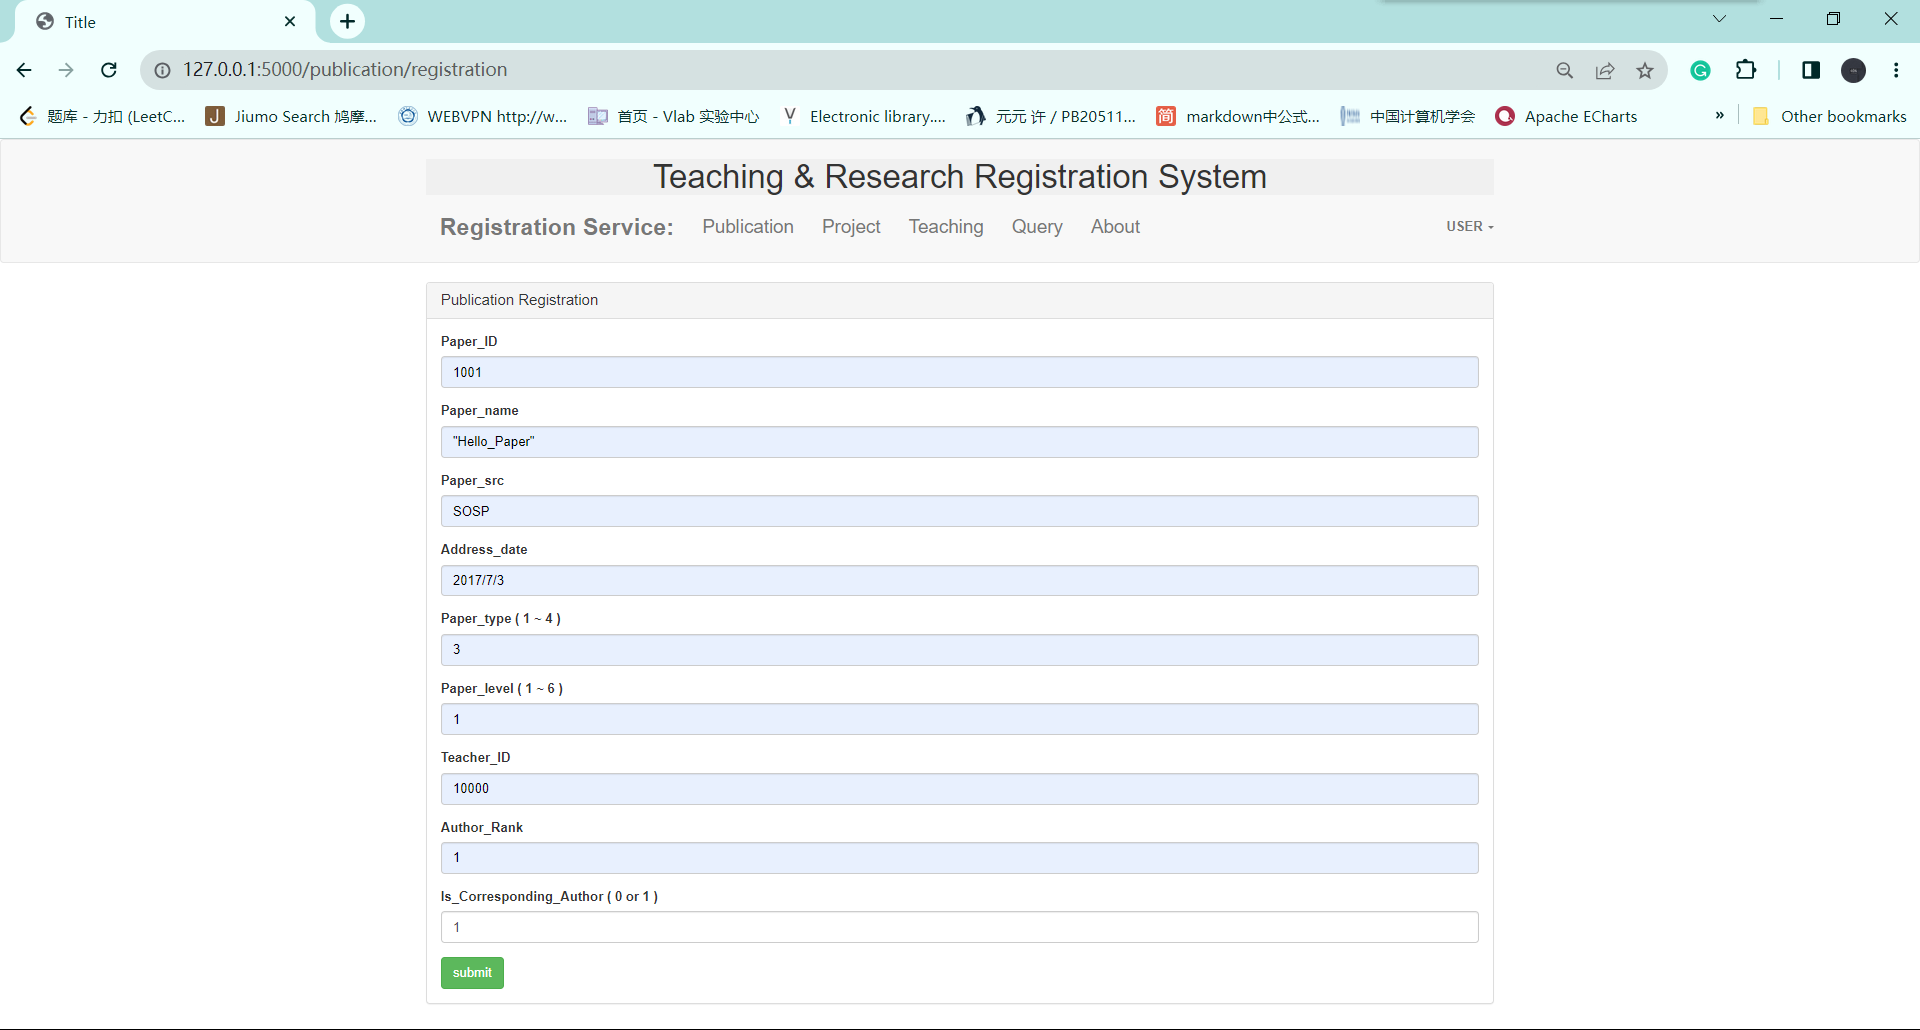 Title
127.0.0.1:5000/publication/registration
题库 - 力扣 (LeetC... Jiumo Search 鸠摩... WEBVPN http://w... 首页 - Vlab 实验中心 Electronic library.... 元元 许 / PB20511... markdown中公式... 中国计算机学会 Apache ECharts » Other bookmarks
Teaching & Research Registration System
Registration Service: Publication Project Teaching Query About USER
Publication Registration
Paper_ID
1001
Paper_name
"Hello_Paper"
Paper_src
SOSP
Address_date
2017/7/3
Paper_type ( 1 ~ 4 )
3
Paper_level ( 1 ~ 6 )
1
Teacher_ID
10000
Author_Rank
1
Is_Corresponding_Author ( 0 or 1 )
1
submit